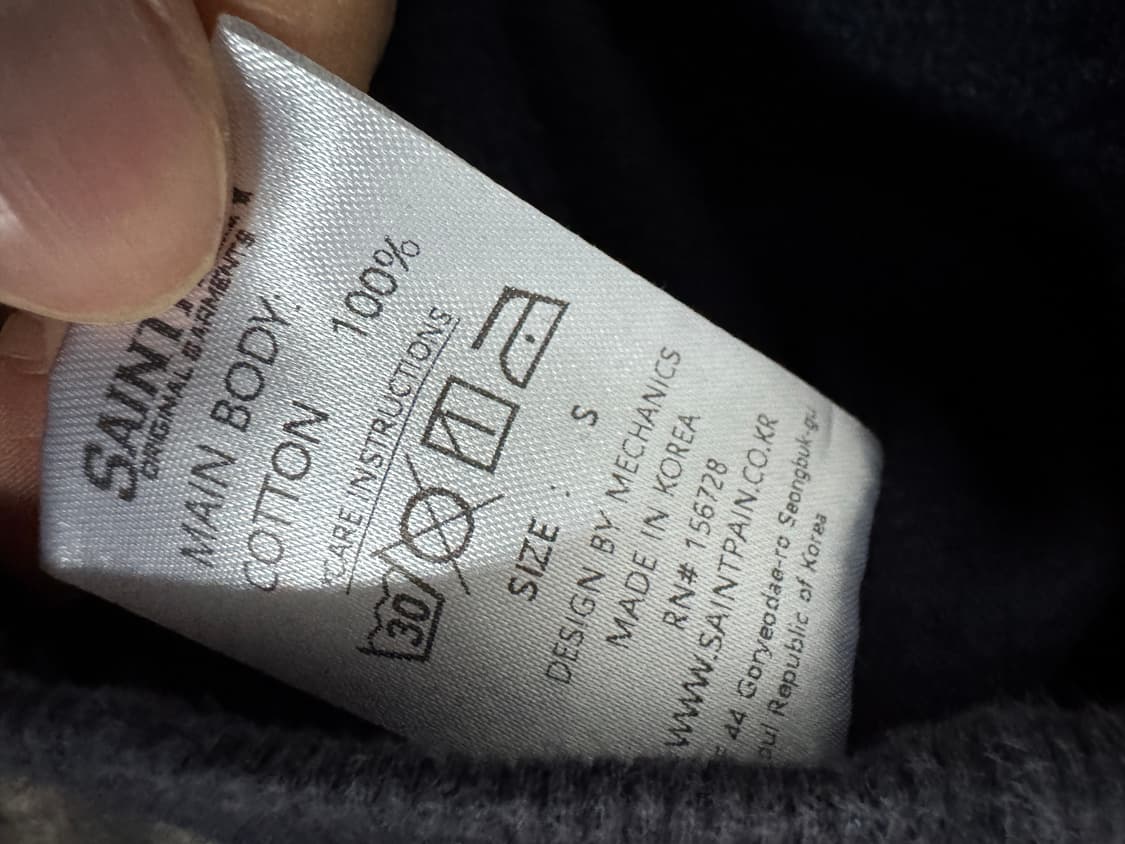 ORIGINAL GARMENTS
MAIN BODY:
COTTON 100%
CARE INSTRUCTIONS
30
SIZE : S
DESIGN BY MECHANICS
MADE IN KOREA
RN# 156728
WWW.SAINTPAIN.CO.KR
44 Goryeodae-ro Seongbuk-gu
Republic of Korea